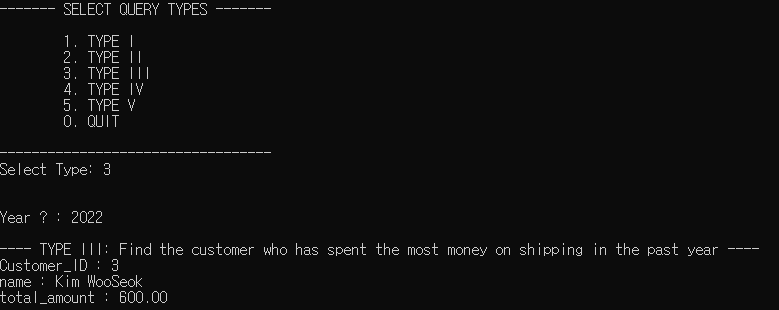 ------- SELECT QUERY TYPES -------
1. TYPE I
2. TYPE II
3. TYPE III
4. TYPE IV
5. TYPE V
0. QUIT
----------------------------------
Select Type: 3
Year ? : 2022
---- TYPE III: Find the customer who has spent the most money on shipping in the past year ----
Customer_ID : 3
name : Kim WooSeok
total_amount : 600.00